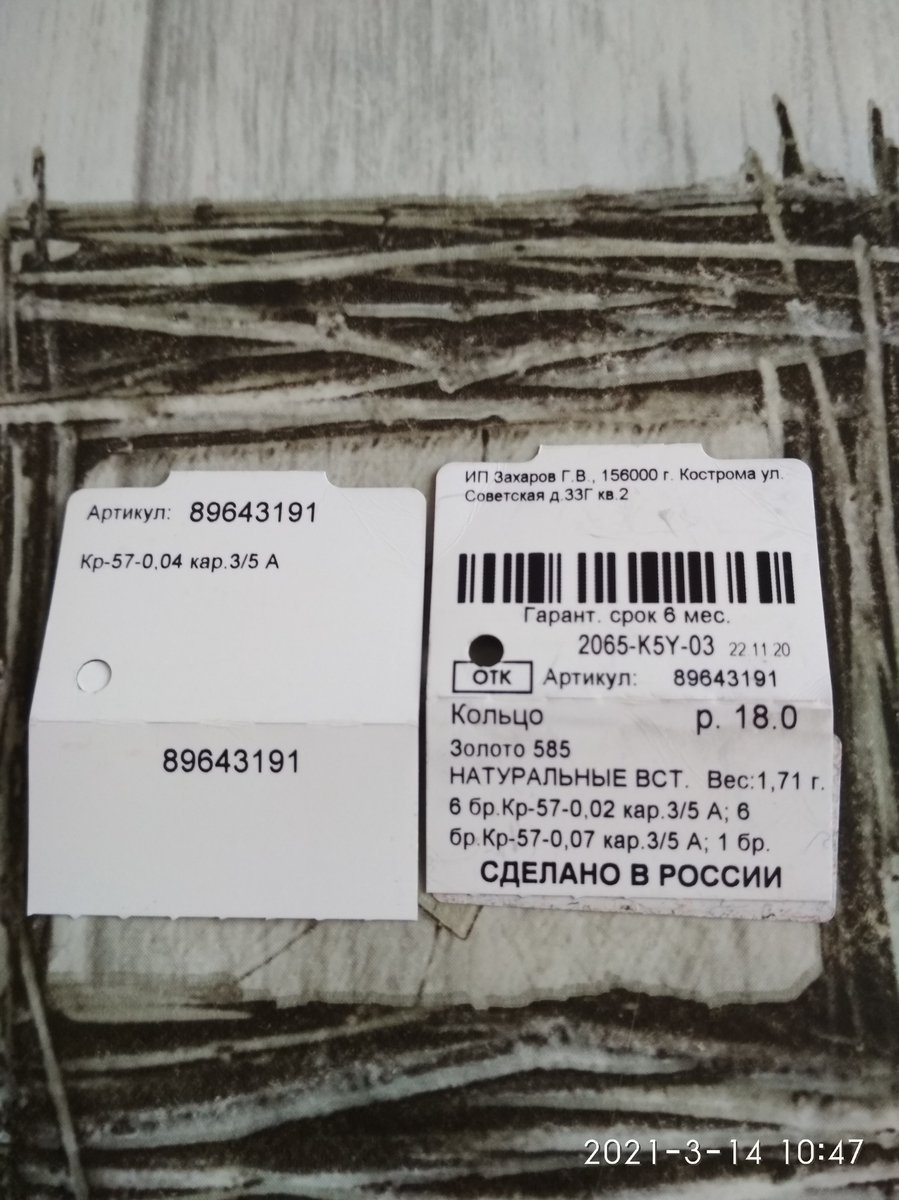 Артикул: 89643191
Кр-57-0,04 кар.3/5 А
89643191
ИП Захаров Г.В., 156000 г. Кострома ул.
Советская д.33Г кв.2
Гарант. срок 6 мес.
2065-K5Y-03 22.11.20
ОТК Артикул: 89643191
Кольцо р. 18.0
Золото 585
НАТУРАЛЬНЫЕ ВСТ. Вес:1,71 г.
6 бр.Кр-57-0,02 кар.3/5 А; 6
бр.Кр-57-0,07 кар.3/5 А; 1 бр.
СДЕЛАНО В РОССИИ
2021-3-14 10:47